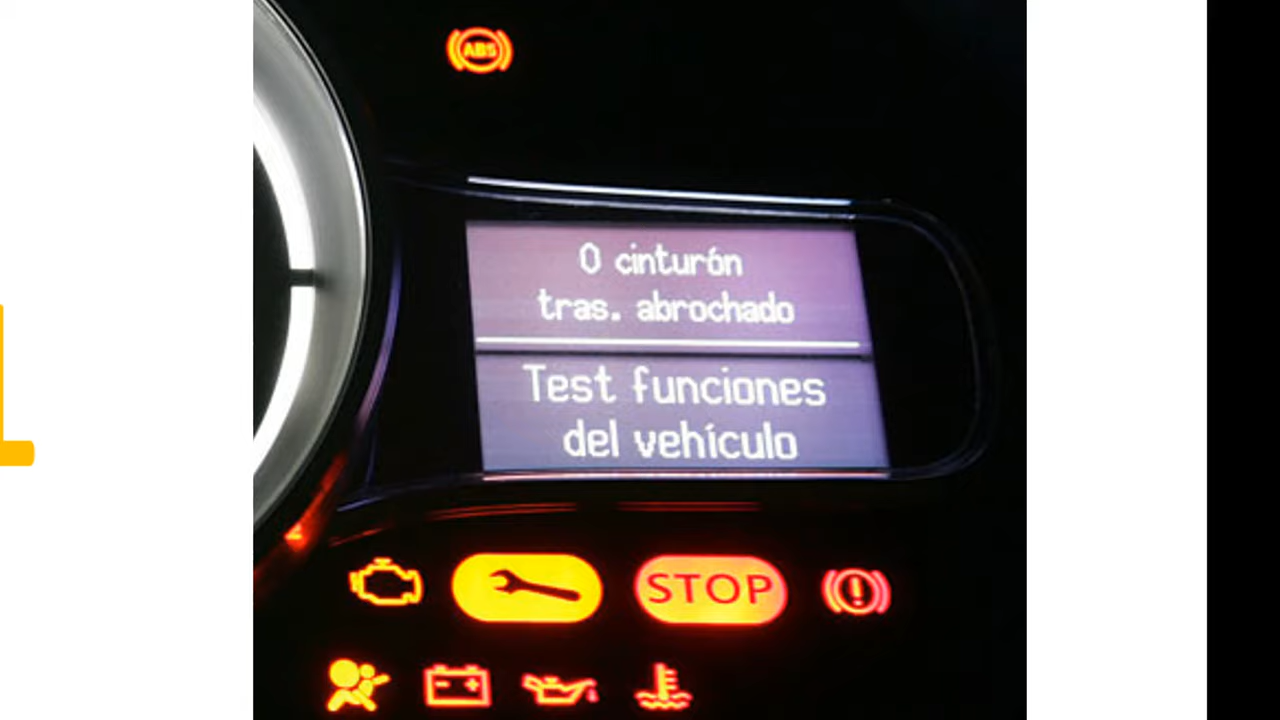 ABS
0 cinturón
tras. abrochado
Test funciones
del vehículo
STOP